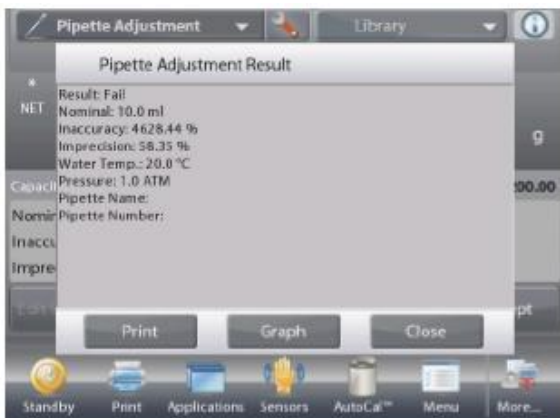 Pipette Adjustment Library
Pipette Adjustment Result
*
NET
g
Result: Fail
Nominal: 10.0 ml
Inaccuracy: 4628.44 %
Imprecision: 58.35 %
Water Temp.: 20.0 °C
Pressure: 1.0 ATM
Pipette Name:
Pipette Number:
Capaci 00.00
Nomin
Inaccu
Impre
pt
Print Graph Close
Standby Print Applications Sensors AutoCal™ Menu More...